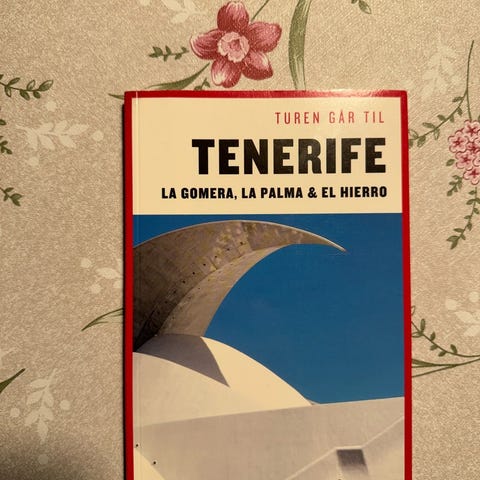 TUREN GÅR TIL
TENERIFE
LA GOMERA, LA PALMA & EL HIERRO